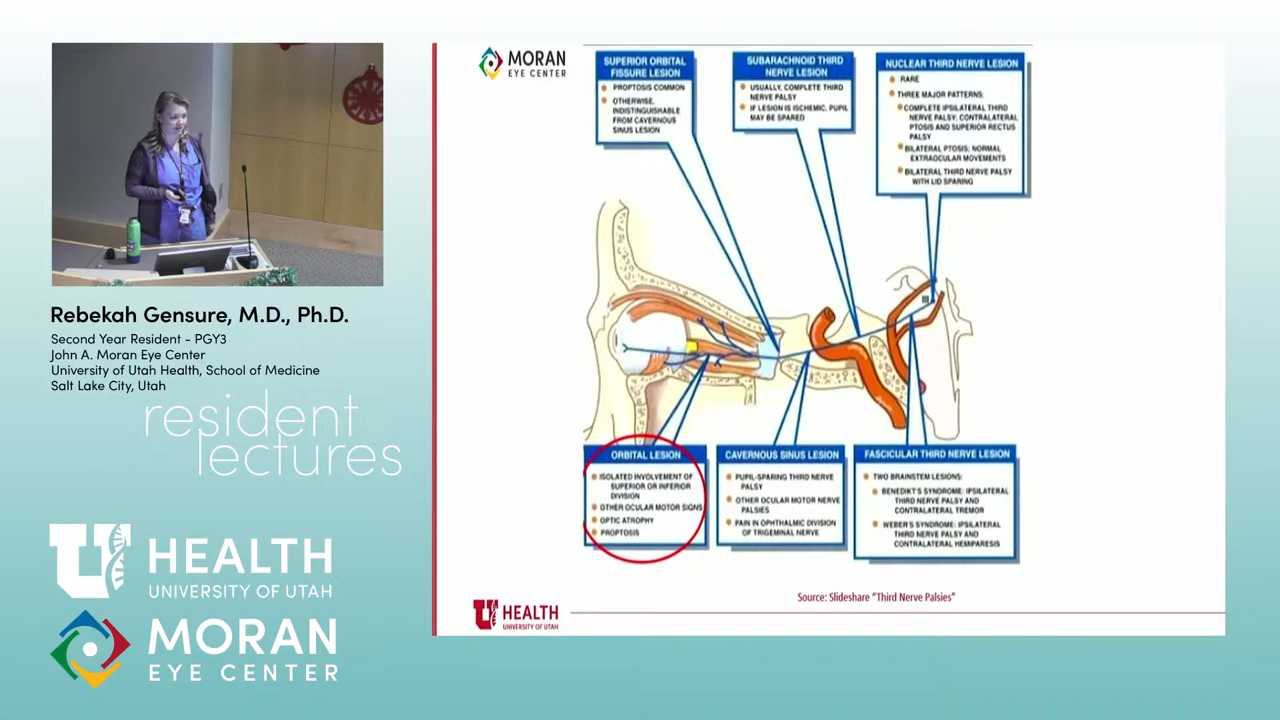 Rebekah Gensure, M.D., Ph.D.
Second Year Resident - PGY3
John A. Moran Eye Center
University of Utah Health, School of Medicine
Salt Lake City, Utah
resident
lectures
U HEALTH
UNIVERSITY OF UTAH
MORAN
EYE CENTER
MORAN
EYE CENTER
SUPERIOR ORBITAL
FISSURE LESION
PROPTOSIS COMMON
OTHERWISE,
INDISTINGUISHABLE
FROM CAVERNOUS
SINUS LESION
SUBARACHNOID THIRD
NERVE LESION
USUALLY, COMPLETE THIRD
NERVE PALSY
IF LESION IS ISCHEMIC, PUPIL
MAY BE SPARED
NUCLEAR THIRD NERVE LESION
RARE
THREE MAJOR PATTERNS:
COMPLETE IPSILATERAL THIRD
NERVE PALSY; CONTRALATERAL
PTOSIS AND SUPERIOR RECTUS
PALSY
BILATERAL PTOSIS; NORMAL
EXTRAOCULAR MOVEMENTS
BILATERAL THIRD NERVE PALSY
WITH LID SPARING
III
ORBITAL LESION
ISOLATED INVOLVEMENT OF
SUPERIOR OR INFERIOR
DIVISION
OTHER OCULAR MOTOR SIGNS
OPTIC ATROPHY
PROPTOSIS
CAVERNOUS SINUS LESION
PUPIL-SPARING THIRD NERVE
PALSY
OTHER OCULAR MOTOR NERVE
PALSIES
PAIN IN OPHTHALMIC DIVISION
OF TRIGEMINAL NERVE
FASCICULAR THIRD NERVE LESION
TWO BRAINSTEM LESIONS:
BENEDIKT'S SYNDROME: IPSILATERAL
THIRD NERVE PALSY AND
CONTRALATERAL TREMOR
WEBER'S SYNDROME: IPSILATERAL
THIRD NERVE PALSY AND
CONTRALATERAL HEMIPARESIS
Source: Slideshare "Third Nerve Palsies"
U HEALTH
UNIVERSITY OF UTAH